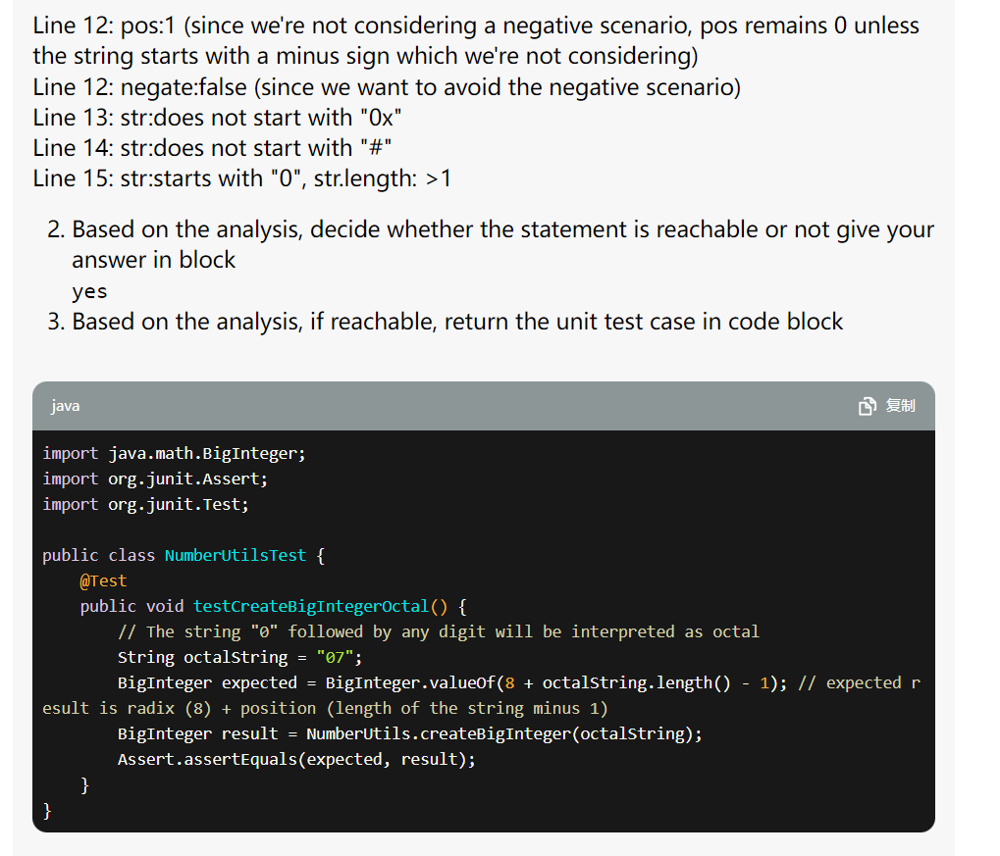 Line 12: pos:1 (since we're not considering a negative scenario, pos remains 0 unless
the string starts with a minus sign which we're not considering)
Line 12: negate:false (since we want to avoid the negative scenario)
Line 13: str:does not start with "0x"
Line 14: str:does not start with "#"
Line 15: str:starts with "0", str.length: >1
2. Based on the analysis, decide whether the statement is reachable or not give your
answer in block
yes
3. Based on the analysis, if reachable, return the unit test case in code block
java 复制
import java.math.BigInteger;
import org.junit.Assert;
import org.junit.Test;

public class NumberUtilsTest {
    @Test
    public void testCreateBigIntegerOctal() {
        // The string "0" followed by any digit will be interpreted as octal
        String octalString = "07";
        BigInteger expected = BigInteger.valueOf(8 + octalString.length() - 1); // expected r
esult is radix (8) + position (length of the string minus 1)
        BigInteger result = NumberUtils.createBigInteger(octalString);
        Assert.assertEquals(expected, result);
    }
}